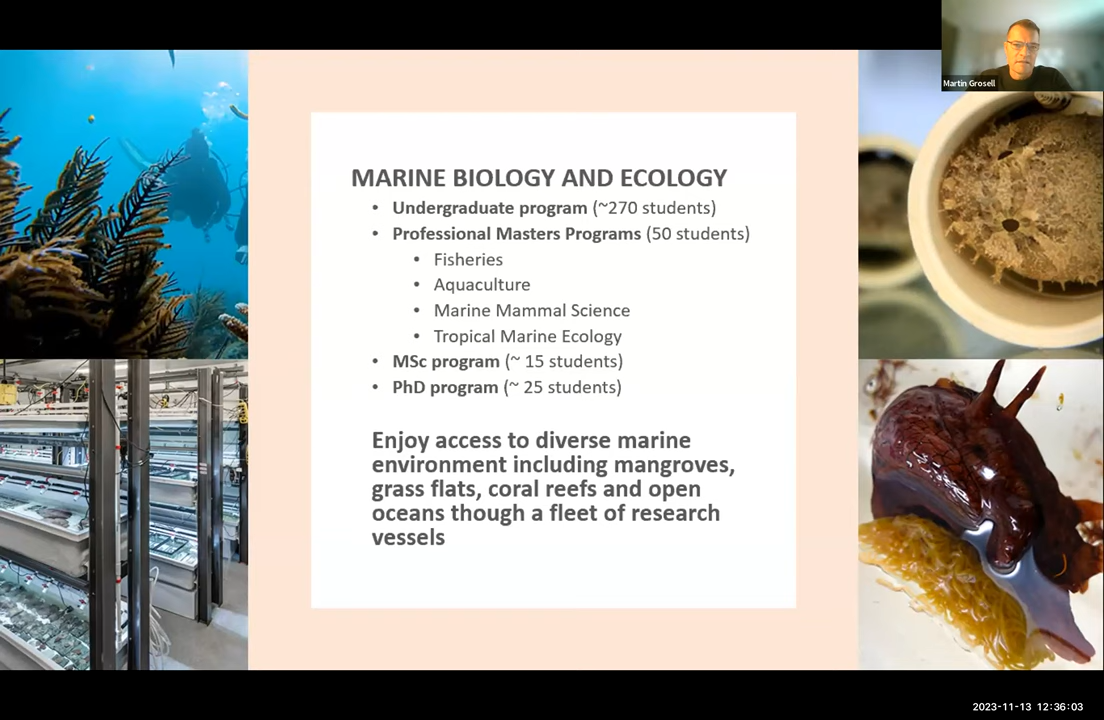 Martin Grosell
MARINE BIOLOGY AND ECOLOGY
• Undergraduate program (~270 students)
• Professional Masters Programs (50 students)
• Fisheries
• Aquaculture
• Marine Mammal Science
• Tropical Marine Ecology
• MSc program (~ 15 students)
• PhD program (~ 25 students)
Enjoy access to diverse marine
environment including mangroves,
grass flats, coral reefs and open
oceans though a fleet of research
vessels
2023-11-13 12:36:03